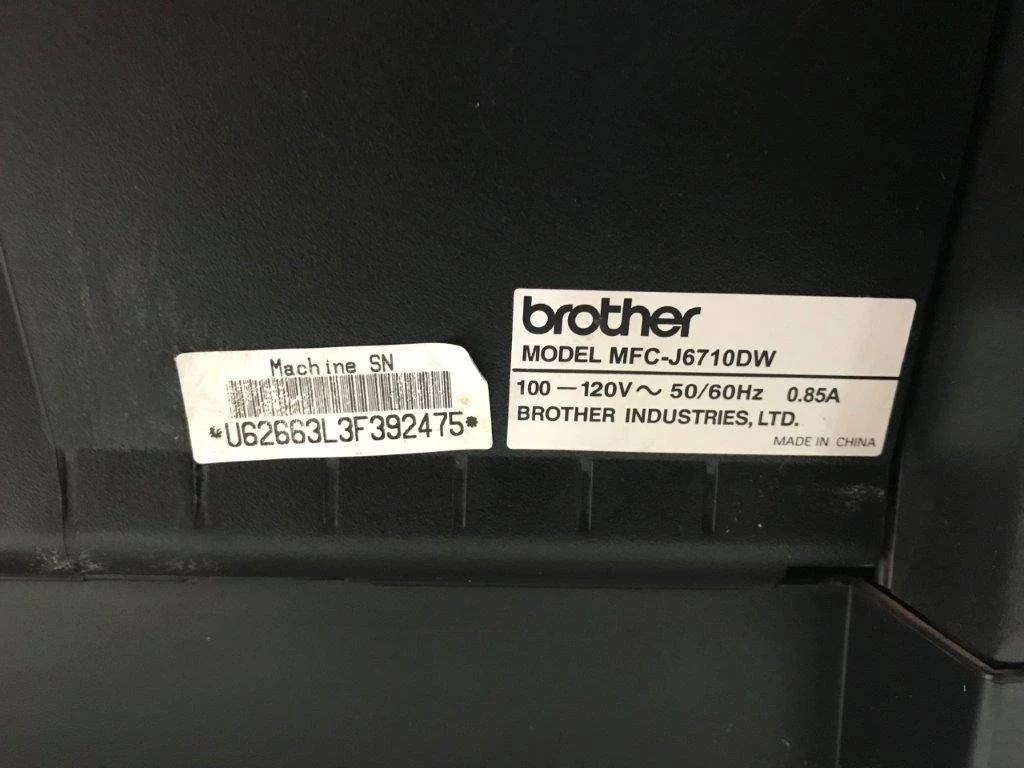 Machine SN
*U62663L3F392475*
brother
MODEL MFC-J6710DW
100 — 120V ～ 50/60Hz 0.85A
BROTHER INDUSTRIES, LTD.
MADE IN CHINA